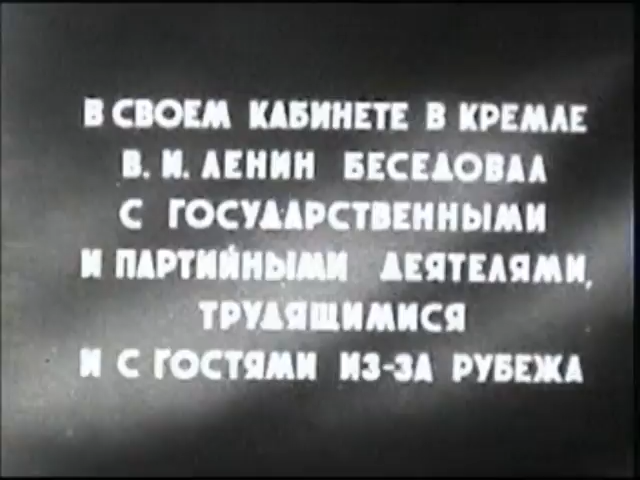 В СВОЕМ КАБИНЕТЕ В КРЕМЛЕ
В. И. ЛЕНИН БЕСЕДОВАЛ
С ГОСУДАРСТВЕННЫМИ
И ПАРТИЙНЫМИ ДЕЯТЕЛЯМИ,
ТРУДЯЩИМИСЯ
И С ГОСТЯМИ ИЗ-ЗА РУБЕЖА